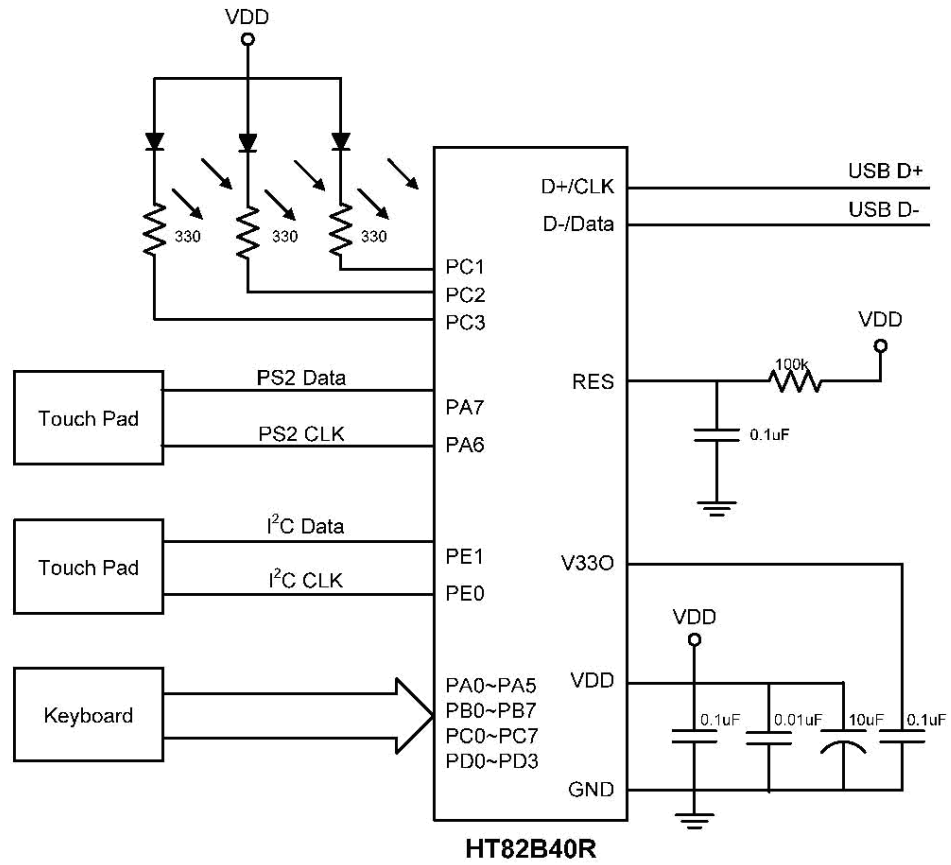 VDD
330
330
330
PC1
PC2
PC3
D+/CLK
D-/Data
USB D+
USB D-
Touch Pad
PS2 Data
PS2 CLK
PA7
PA6
RES
100k
VDD
0.1uF
Touch Pad
I²C Data
I²C CLK
PE1
PE0
V33O
VDD
VDD
0.1uF
0.01uF
10uF
0.1uF
GND
Keyboard
PA0~PA5
PB0~PB7
PC0~PC7
PD0~PD3
HT82B40R